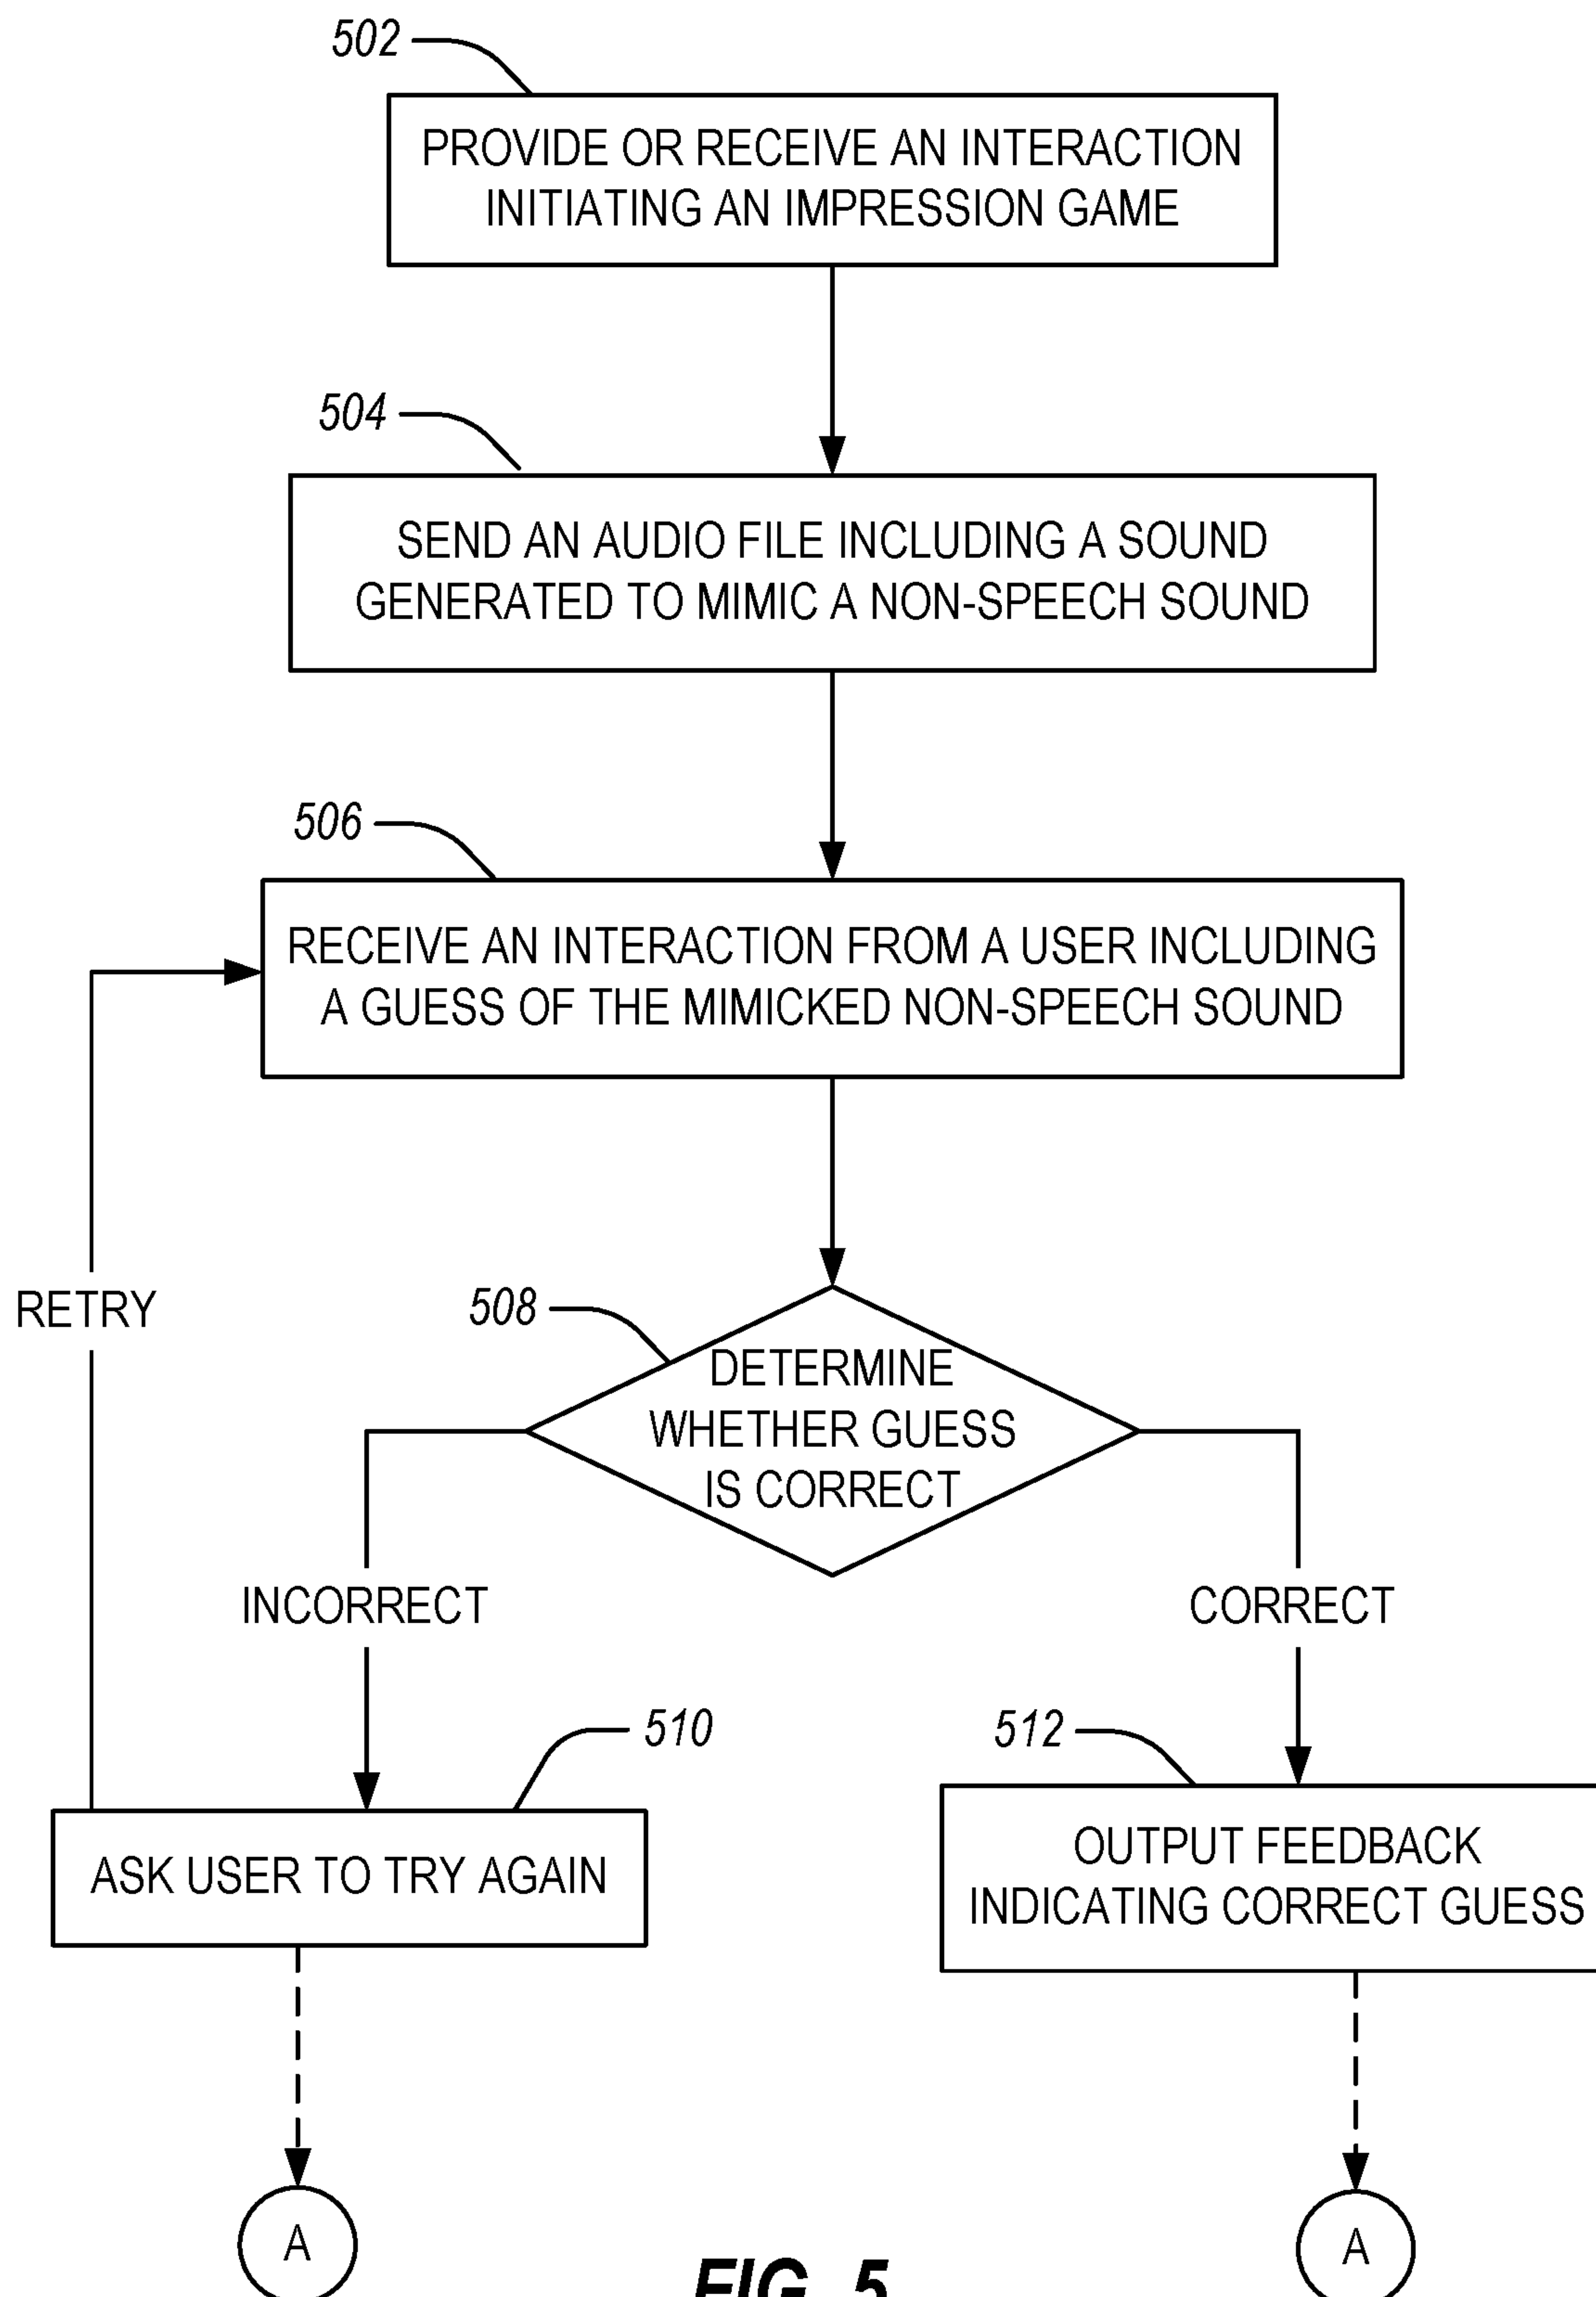 502
PROVIDE OR RECEIVE AN INTERACTION
INITIATING AN IMPRESSION GAME
504
SEND AN AUDIO FILE INCLUDING A SOUND
GENERATED TO MIMIC A NON-SPEECH SOUND
506
RECEIVE AN INTERACTION FROM A USER INCLUDING
A GUESS OF THE MIMICKED NON-SPEECH SOUND
RETRY
508
DETERMINE
WHETHER GUESS
IS CORRECT
INCORRECT
CORRECT
510
512
ASK USER TO TRY AGAIN
OUTPUT FEEDBACK
INDICATING CORRECT GUESS
A
A
FIG. 5